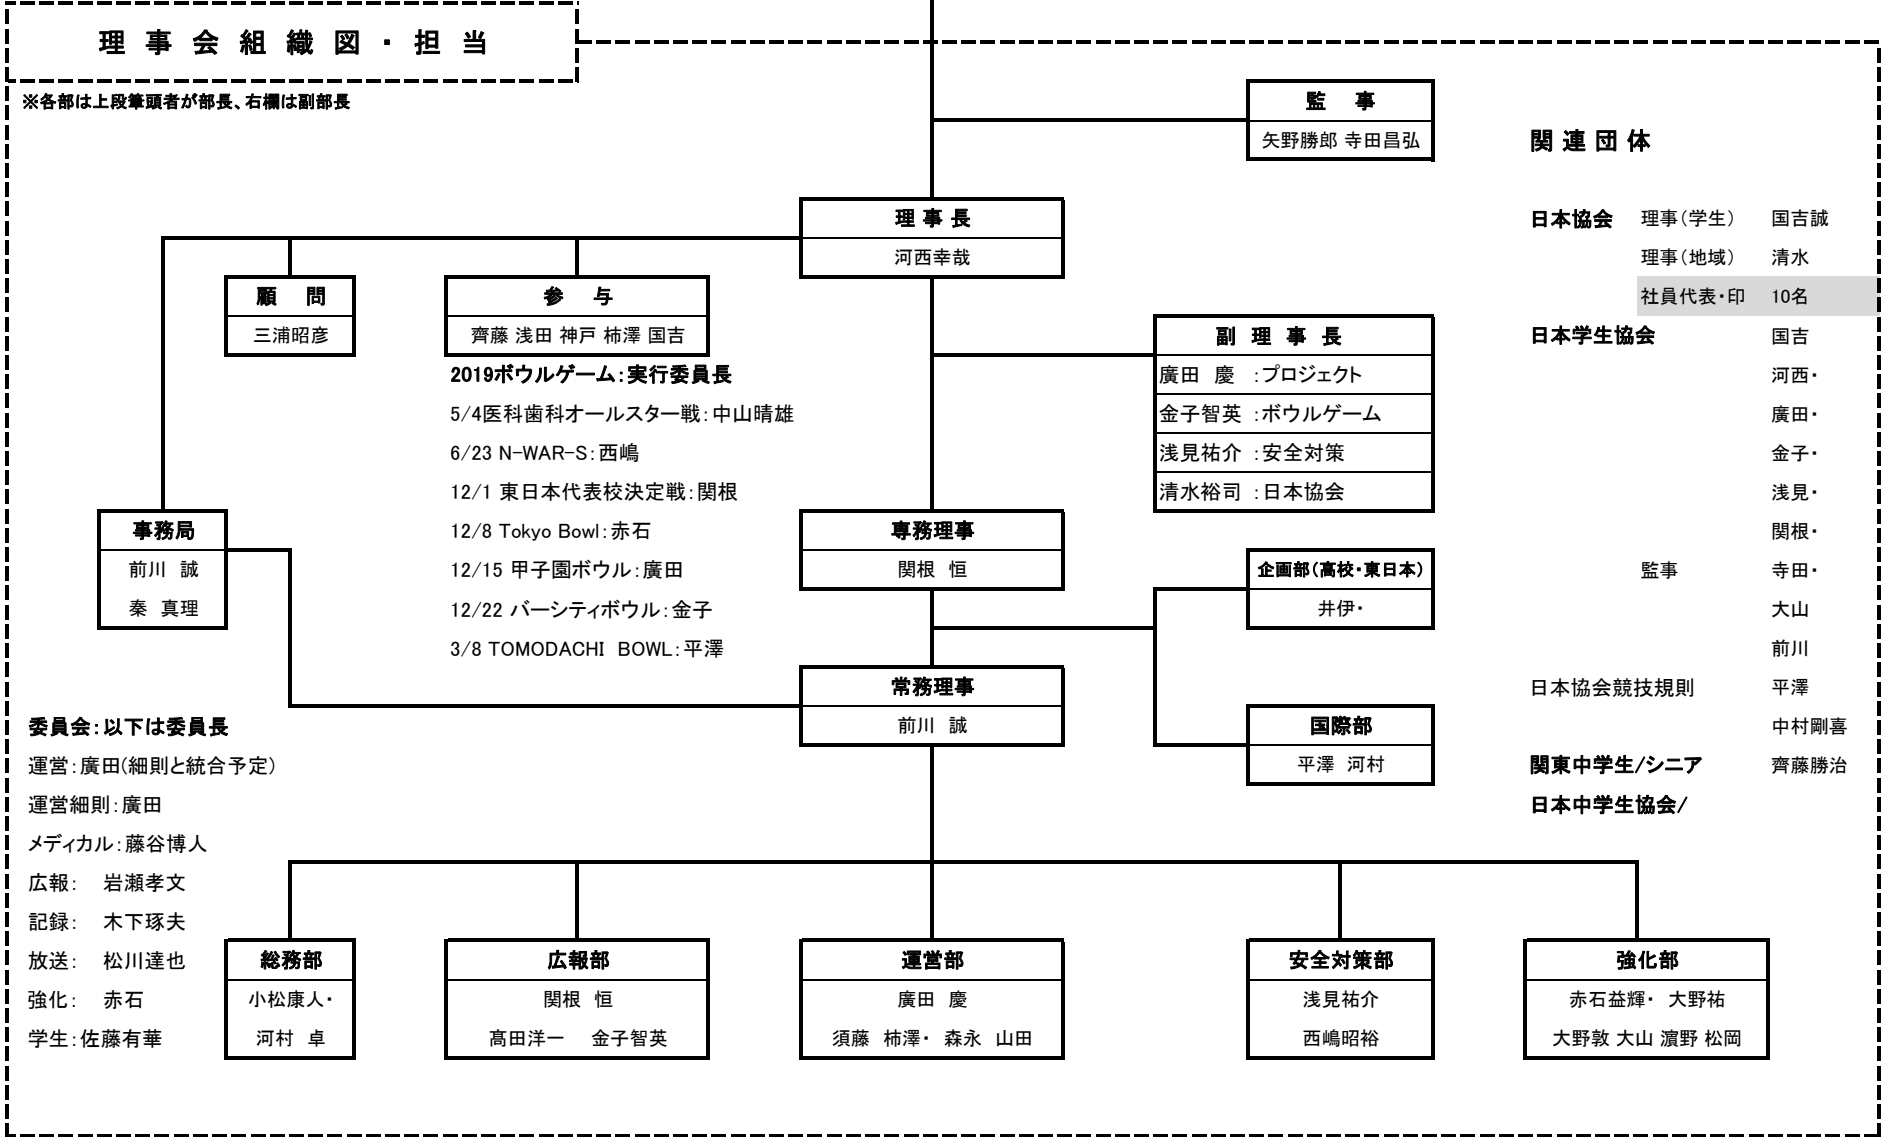 理事会組織図・担当
※各部は上段筆頭者が部長、右欄は副部長
監 事
矢野勝郎 寺田昌弘
理 事 長
河西幸哉
顧 問
三浦昭彦
参 与
齊藤 浅田 神戸 柿澤 国吉
2019ボウルゲーム：実行委員長
5/4医科歯科オールスター戦：中山晴雄
6/23 N-WAR-S：西嶋
12/1 東日本代表校決定戦：関根
12/8 Tokyo Bowl：赤石
12/15 甲子園ボウル：廣田
12/22 バーシティボウル：金子
3/8 TOMODACHI BOWL：平澤
副 理 事 長
廣田 慶 ：プロジェクト
金子智英 ：ボウルゲーム
浅見祐介 ：安全対策
清水裕司 ：日本協会
事務局
前川 誠
秦 真理
専務理事
関根 恒
企画部（高校・東日本）
井伊・
常務理事
前川 誠
国際部
平澤 河村
関 連 団 体
日本協会 理事（学生） 国吉誠
理事（地域） 清水
社員代表・印 10名
日本学生協会 国吉
河西・
廣田・
金子・
浅見・
関根・
監事 寺田・
大山
前川
日本協会競技規則 平澤
中村剛喜
関東中学生/シニア 齊藤勝治
日本中学生協会/
委員会：以下は委員長
運営：廣田(細則と統合予定)
運営細則：廣田
メディカル：藤谷博人
広報： 岩瀬孝文
記録： 木下琢夫
放送： 松川達也
強化： 赤石
学生：佐藤有華
総務部
小松康人・
河村 卓
広報部
関根 恒
髙田洋一 金子智英
運営部
廣田 慶
須藤 柿澤・ 森永 山田
安全対策部
浅見祐介
西嶋昭裕
強化部
赤石益輝・ 大野祐
大野敦 大山 濵野 松岡